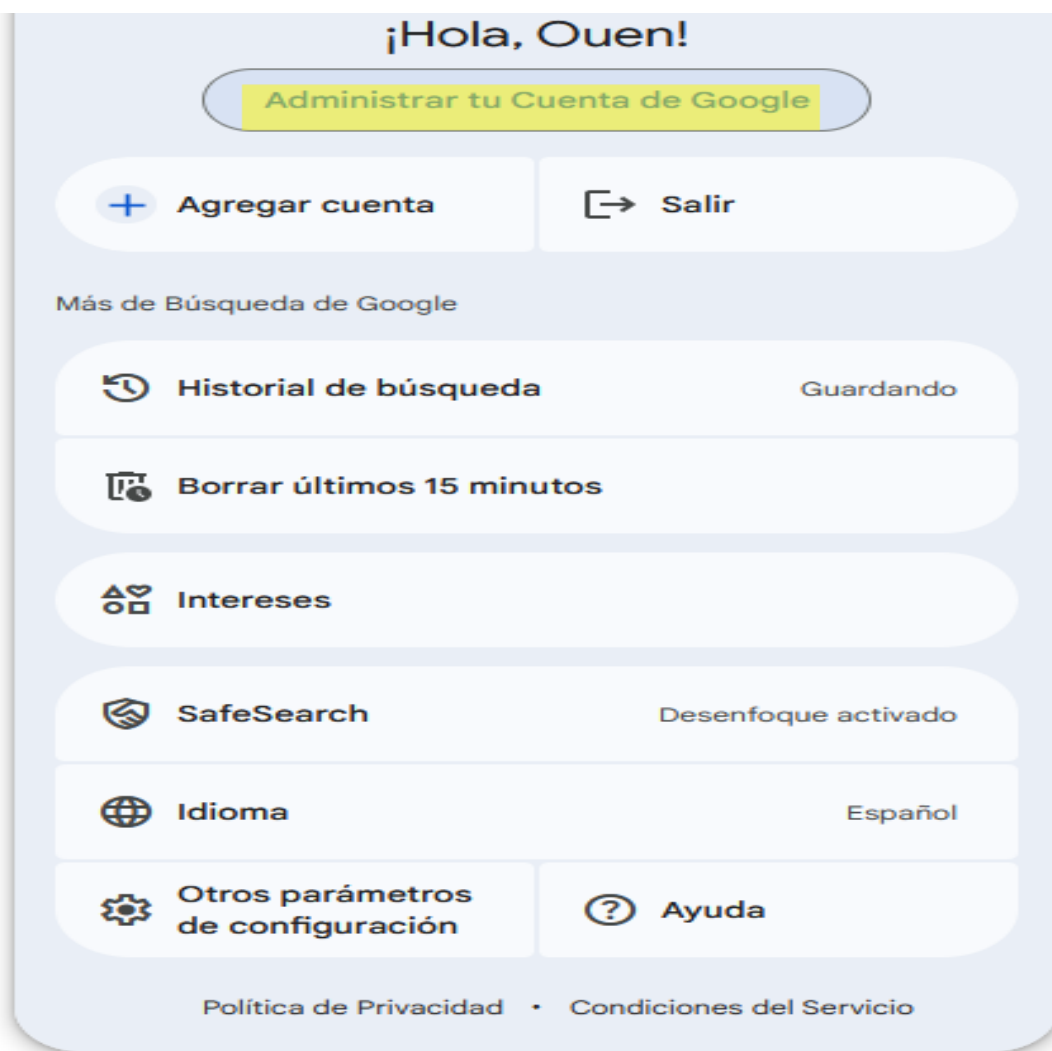 ¡Hola, Ouen!
Administrar tu Cuenta de Google
Agregar cuenta
Salir
Más de Búsqueda de Google
Historial de búsqueda
Guardando
Borrar últimos 15 minutos
Intereses
SafeSearch
Desenfoque activado
Idioma
Español
Otros parámetros
de configuración
Ayuda
Política de Privacidad • Condiciones del Servicio